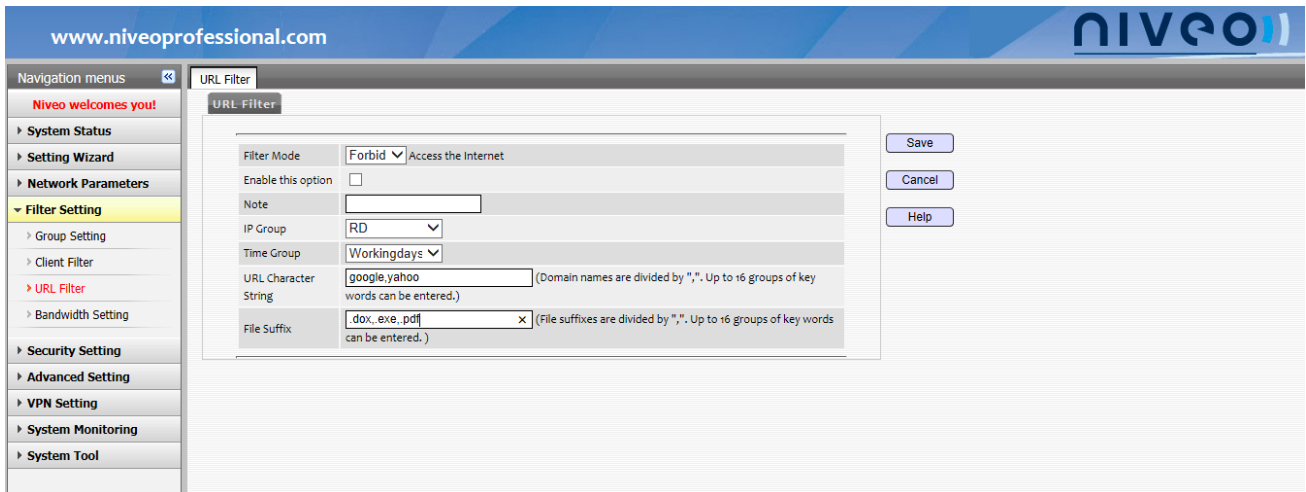 www.niveoprofessional.com
niveo
Navigation menus
URL Filter
Niveo welcomes you!
System Status
Setting Wizard
Network Parameters
Filter Setting
Group Setting
Client Filter
URL Filter
Bandwidth Setting
Security Setting
Advanced Setting
VPN Setting
System Monitoring
System Tool
URL Filter
Filter Mode Forbid Access the Internet
Enable this option
Note
IP Group RD
Time Group Workingdays
URL Character String google,yahoo (Domain names are divided by ",". Up to 16 groups of key
words can be entered.)
File Suffix .dox,.exe,.pdf x (File suffixes are divided by ",". Up to 16 groups of key words
can be entered. )
Save
Cancel
Help